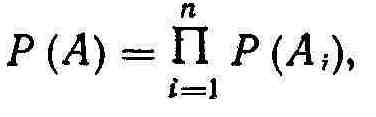 P (A) = ∏_{i=1}^{n} P (A_i),